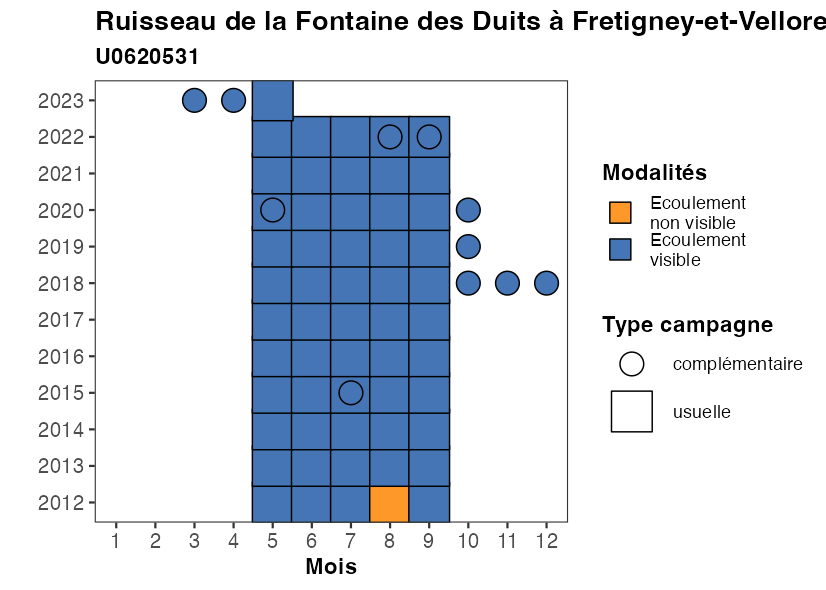 Ruisseau de la Fontaine des Duits à Fretigney-et-Vellore
U0620531
2023
2022
2021
2020
2019
2018
2017
2016
2015
2014
2013
2012
1 2 3 4 5 6 7 8 9 10 11 12
Mois
Modalités
Ecoulement
non visible
Ecoulement
visible
Type campagne
complémentaire
usuelle